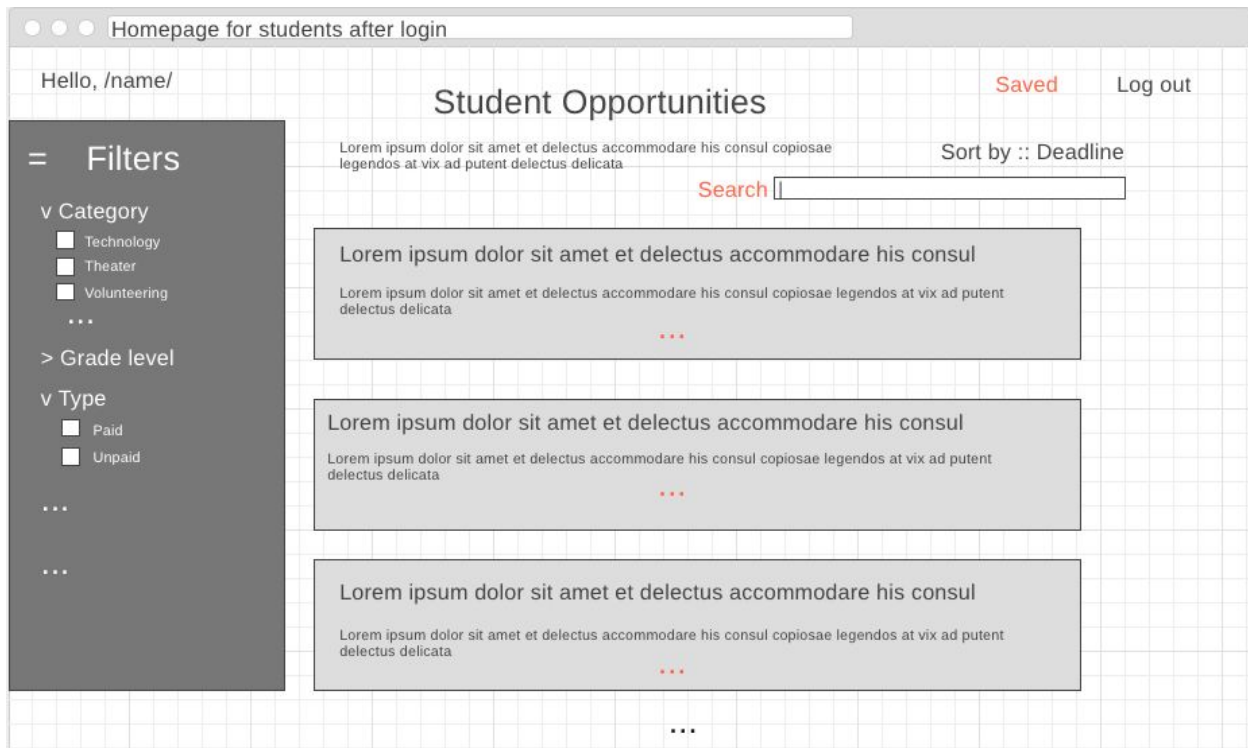 Homepage for students after login
Hello, /name/
Saved
Log out
Student Opportunities
Lorem ipsum dolor sit amet et delectus accommodare his consul copiosae
legendos at vix ad putent delectus delicata
Sort by :: Deadline
Search |
= Filters
v Category
Technology
Theater
Volunteering
...
> Grade level
v Type
Paid
Unpaid
...
...
Lorem ipsum dolor sit amet et delectus accommodare his consul
Lorem ipsum dolor sit amet et delectus accommodare his consul copiosae legendos at vix ad putent
delectus delicata
...
Lorem ipsum dolor sit amet et delectus accommodare his consul
Lorem ipsum dolor sit amet et delectus accommodare his consul copiosae legendos at vix ad putent
delectus delicata
...
Lorem ipsum dolor sit amet et delectus accommodare his consul
Lorem ipsum dolor sit amet et delectus accommodare his consul copiosae legendos at vix ad putent
delectus delicata
...
...